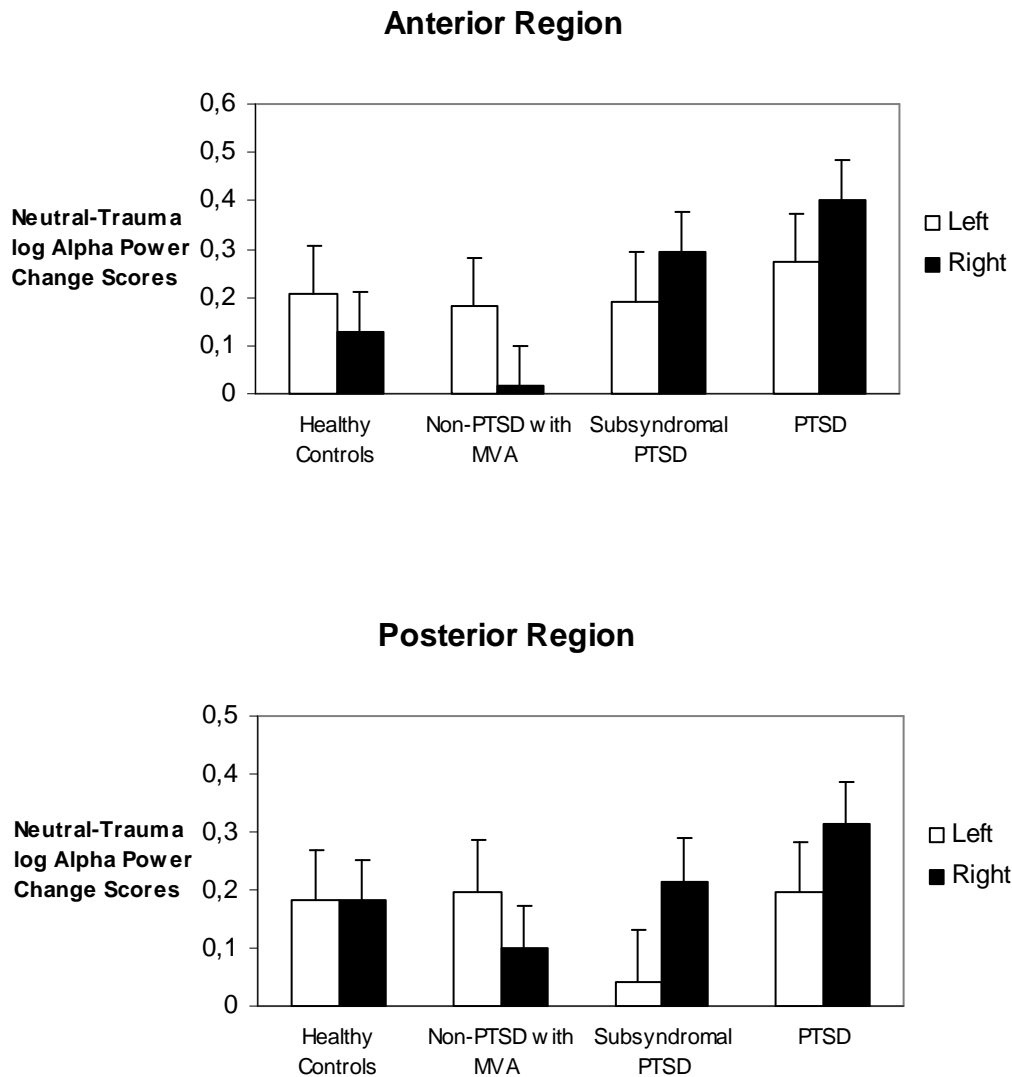 Anterior Region
0,6
0,5
0,4
0,3
0,2
0,1
0
Neutral-Trauma
log Alpha Power
Change Scores
Left
Right
Healthy
Controls
Non-PTSD with
MVA
Subsyndromal
PTSD
PTSD
Posterior Region
0,5
0,4
0,3
0,2
0,1
0
Neutral-Trauma
log Alpha Power
Change Scores
Left
Right
Healthy
Controls
Non-PTSD with
MVA
Subsyndromal
PTSD
PTSD